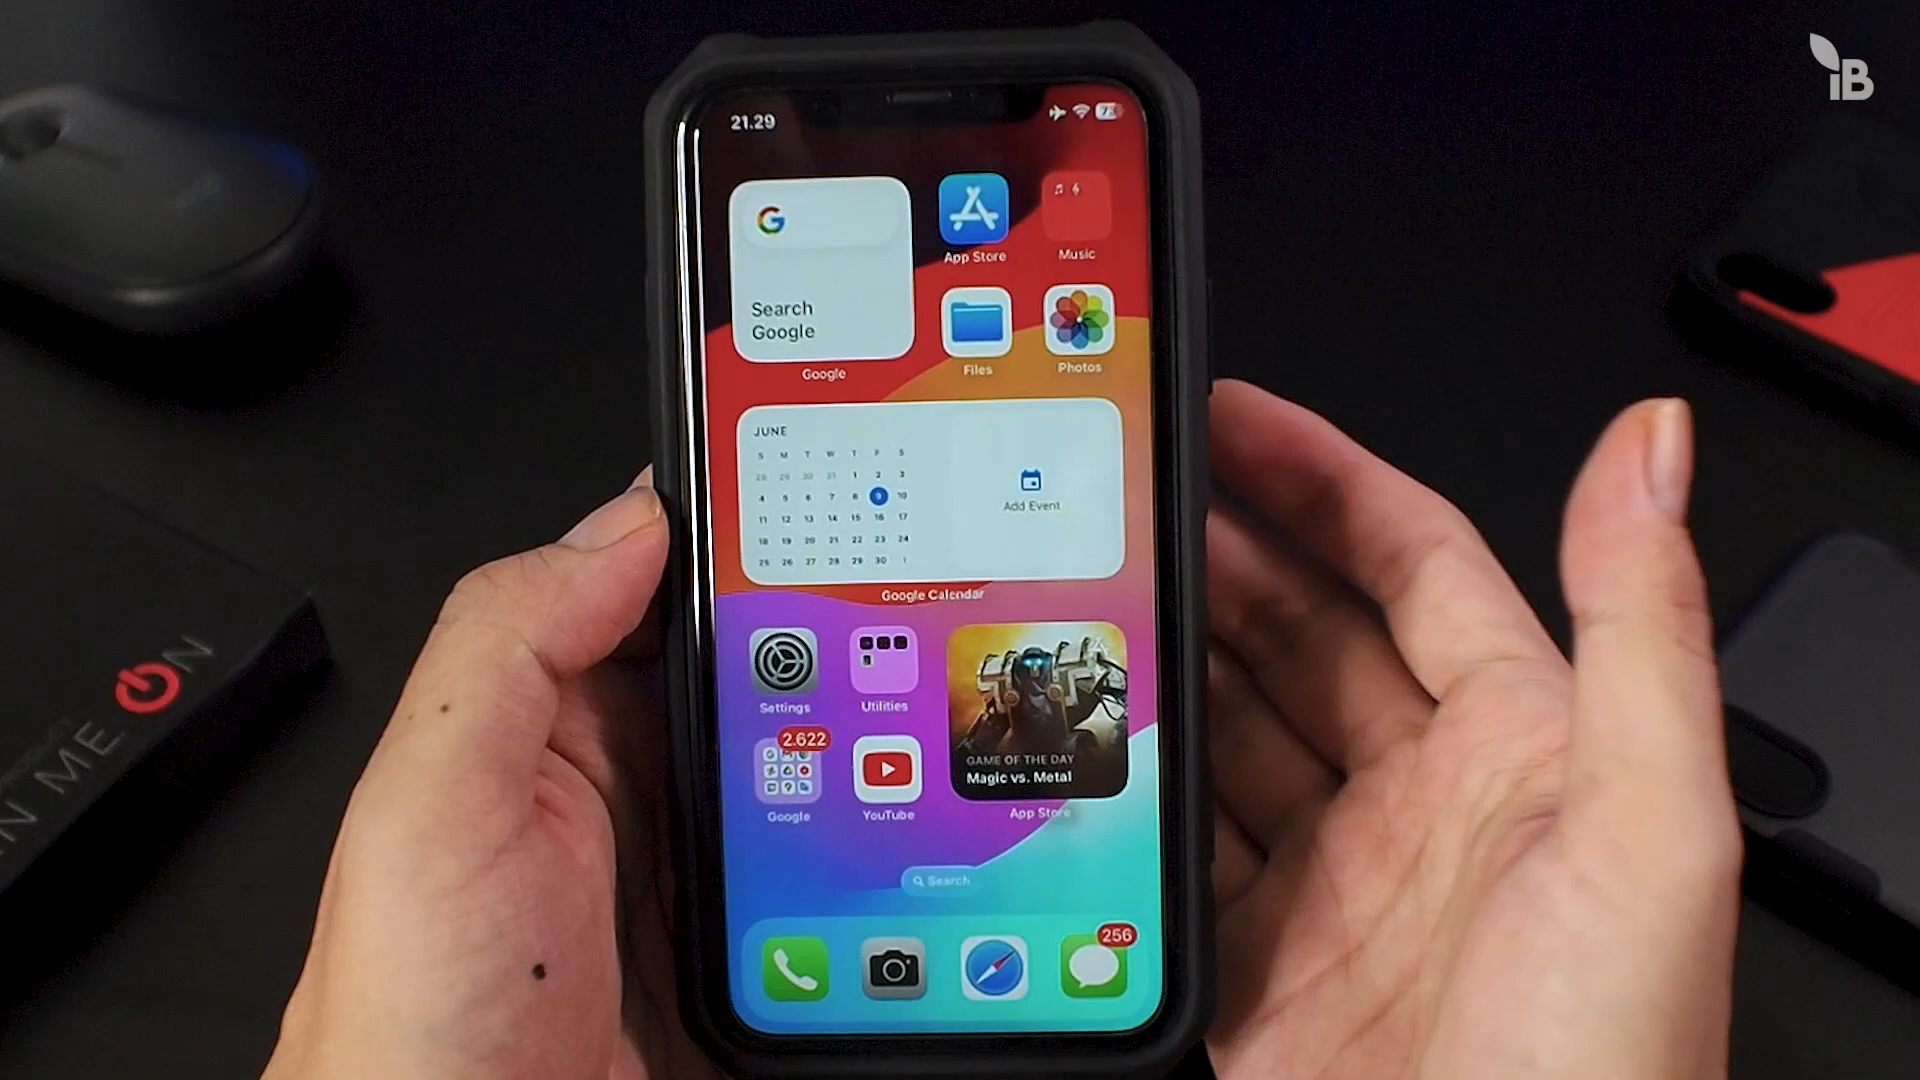 iB
21.29
Search
Google
Google
App Store
Music
Files
Photos
JUNE
S M T W T F S
28 29 30 31 1 2 3
4 5 6 7 8 9 10
11 12 13 14 15 16 17
18 19 20 21 22 23 24
25 26 27 28 29 30 1
Add Event
Google Calendar
Settings
Utilities
2.622
Google
YouTube
GAME OF THE DAY
Magic vs. Metal
App Store
Search
256
ME ON